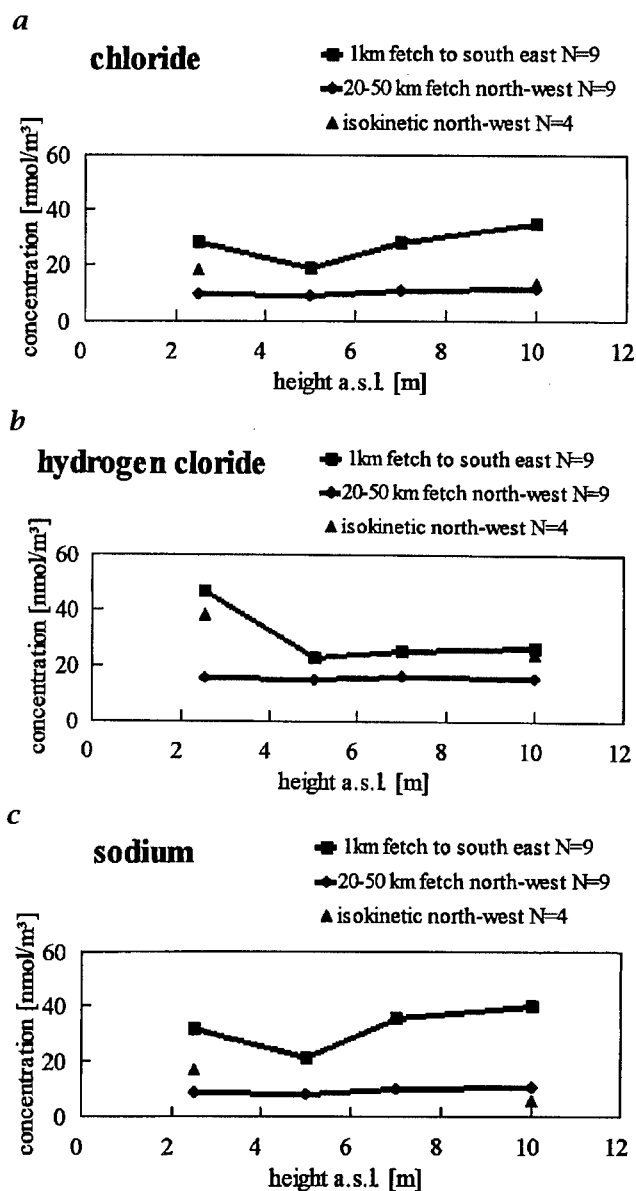 a
chloride
1km fetch to south east N=9
20-50 km fetch north-west N=9
isokinetic north-west N=4
concentration [nmol/m³]
60
40
20
0
0 2 4 6 8 10 12
height a.s.l. [m]
b
hydrogen cloride
1km fetch to south east N=9
20-50 km fetch north-west N=9
isokinetic north-west N=4
concentration [nmol/m³]
60
40
20
0
0 2 4 6 8 10 12
height a.s.l. [m]
c
sodium
1km fetch to south east N=9
20-50 km fetch north-west N=9
isokinetic north-west N=4
concentration [nmol/m³]
60
40
20
0
0 2 4 6 8 10 12
height a.s.l. [m]